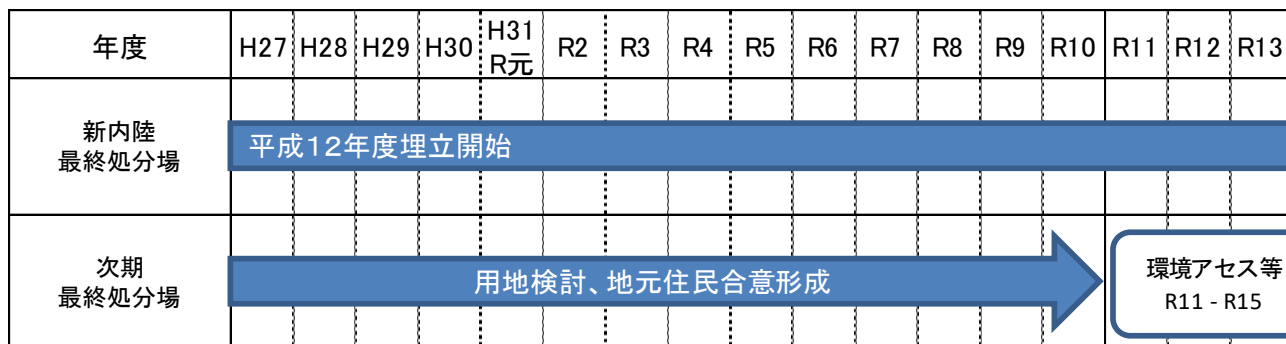 年度 H27 H28 H29 H30 H31 R元 R2 R3 R4 R5 R6 R7 R8 R9 R10 R11 R12 R13
新内陸
最終処分場
平成12年度埋立開始
次期
最終処分場
用地検討、地元住民合意形成
環境アセス等
R11 - R15